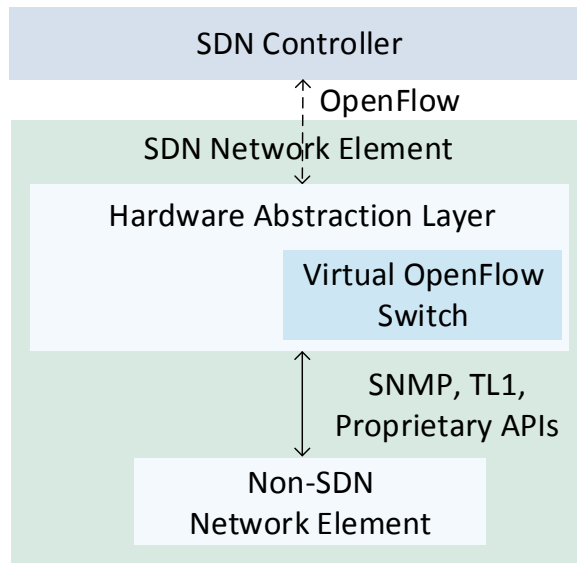 SDN Controller
OpenFlow
SDN Network Element
Hardware Abstraction Layer
Virtual OpenFlow
Switch
SNMP, TL1,
Proprietary APIs
Non-SDN
Network Element